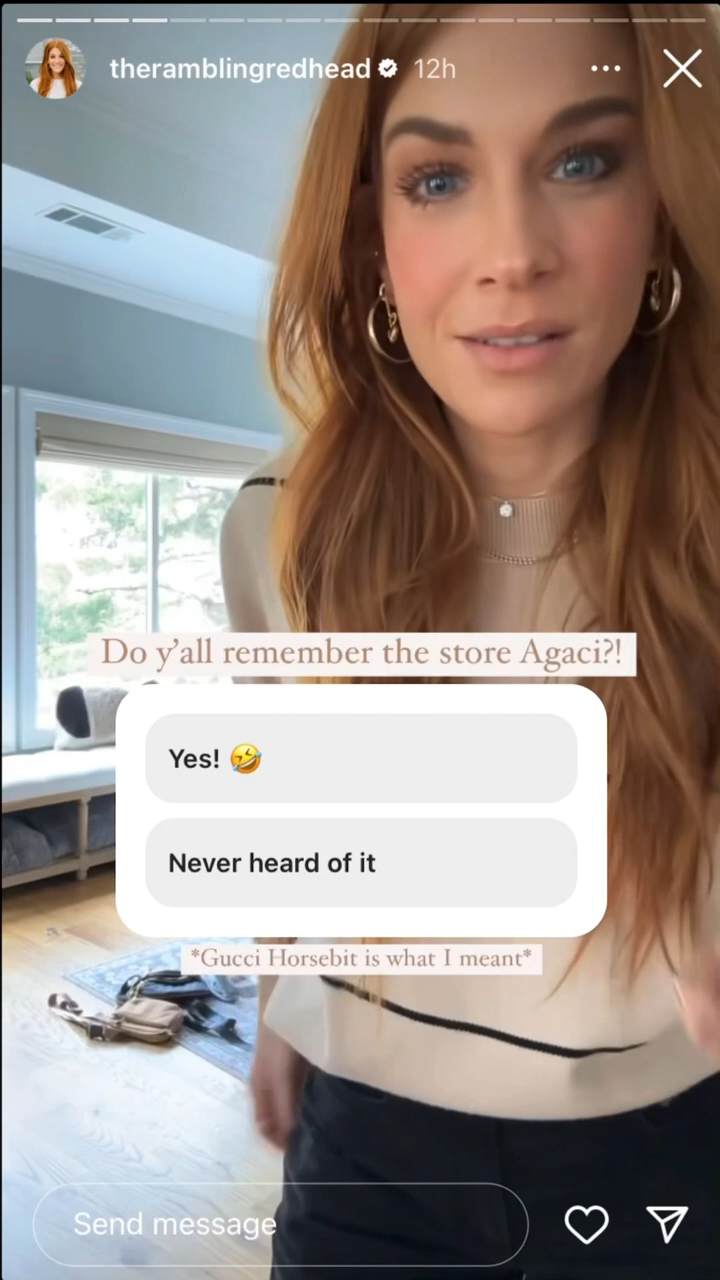 theramblingredhead 12h
Do y'all remember the store Agaci?!
Yes! 🤣
Never heard of it
*Gucci Horsebit is what I meant*
Send message